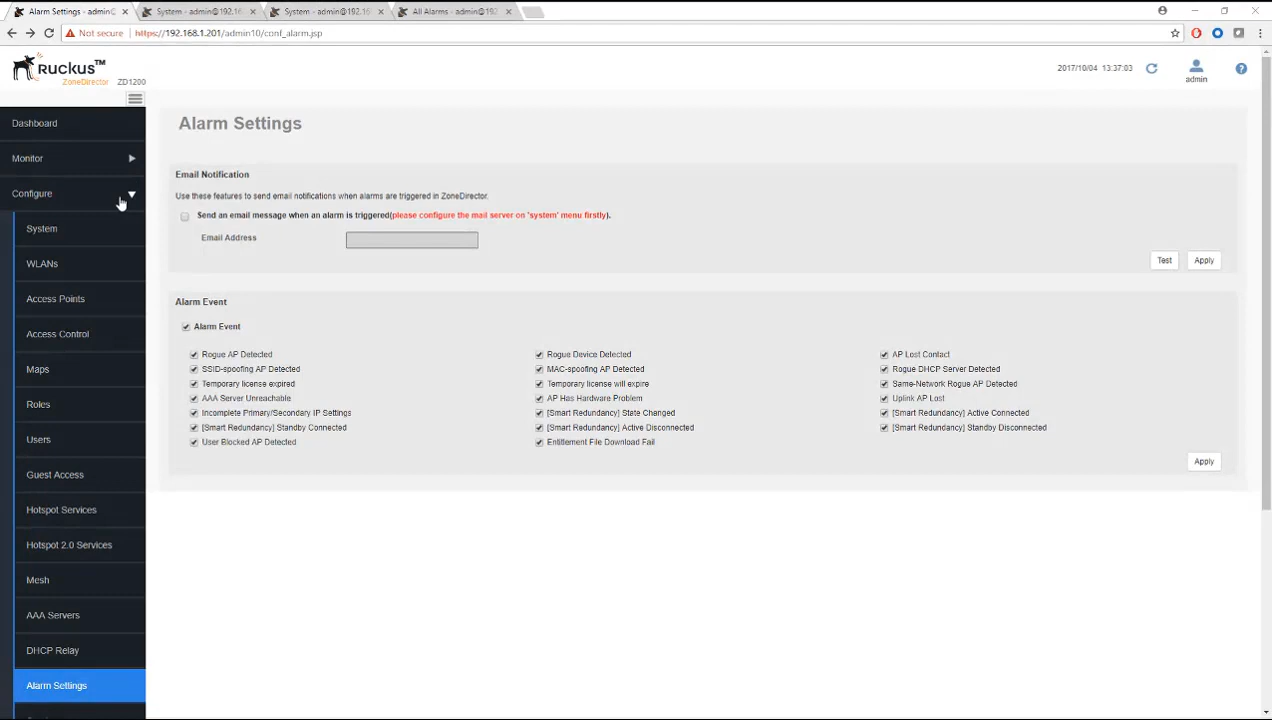 Alarm Settings - admin@
System - admin@192.16
System - admin@192.16
All Alarms - admin@192.
Not secure
https://192.168.1.201/admin10/conf_alarm.jsp
RUCKUS™
ZoneDirector
ZD1200
2017/10/04 13:37:03
admin
Dashboard
Monitor
Configure
System
WLANs
Access Points
Access Control
Maps
Roles
Users
Guest Access
Hotspot Services
Hotspot 2.0 Services
Mesh
AAA Servers
DHCP Relay
Alarm Settings
Alarm Settings
Email Notification
Use these features to send email notifications when alarms are triggered in ZoneDirector.
Send an email message when an alarm is triggered(please configure the mail server on 'system' menu firstly).
Email Address
Test Apply
Alarm Event
Alarm Event
Rogue AP Detected Rogue Device Detected AP Lost Contact
SSID-spoofing AP Detected MAC-spoofing AP Detected Rogue DHCP Server Detected
Temporary license expired Temporary license will expire Same-Network Rogue AP Detected
AAA Server Unreachable AP Has Hardware Problem Uplink AP Lost
Incomplete Primary/Secondary IP Settings [Smart Redundancy] State Changed [Smart Redundancy] Active Connected
[Smart Redundancy] Standby Connected [Smart Redundancy] Active Disconnected [Smart Redundancy] Standby Disconnected
User Blocked AP Detected Entitlement File Download Fail
Apply